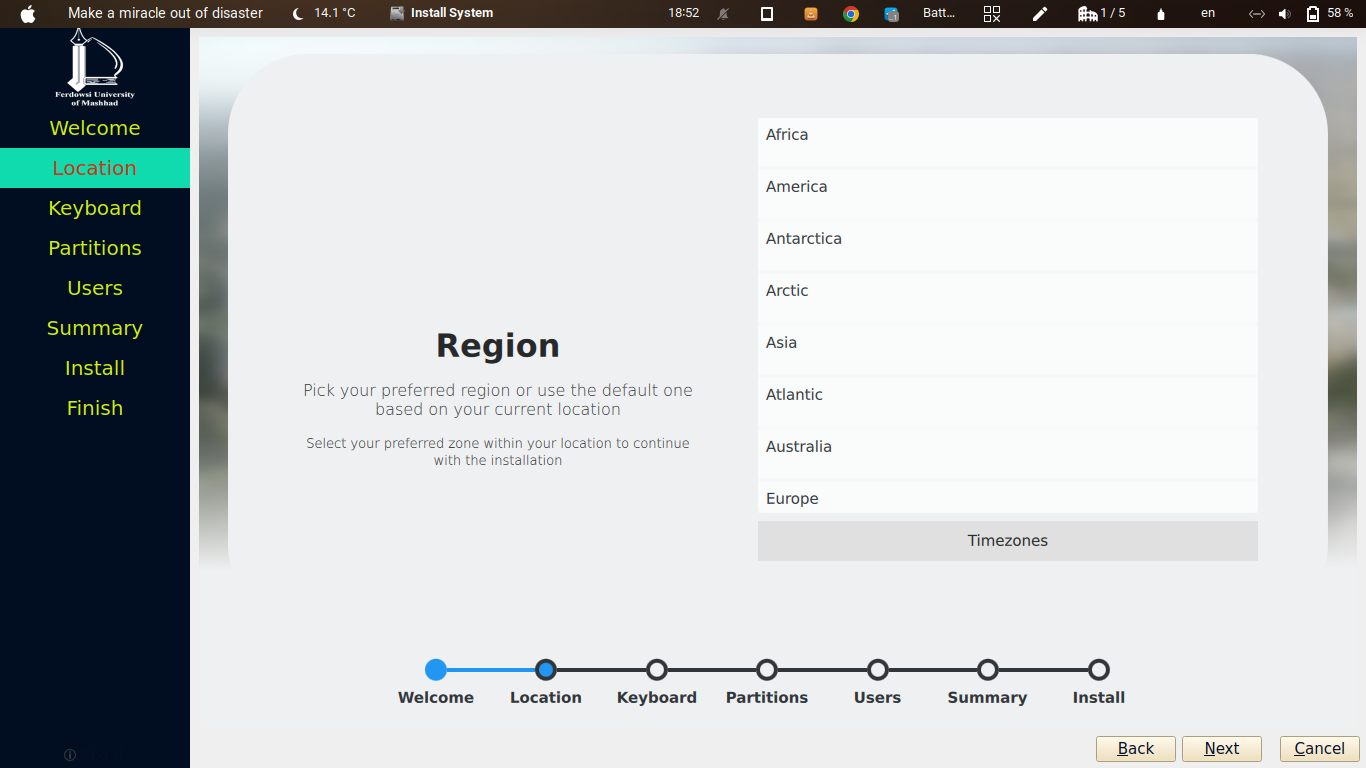 Make a miracle out of disaster
14.1 °C
Install System
18:52
Batt...
1 / 5
en
58 %
Ferdowsi University
of Mashhad
Welcome
Location
Keyboard
Partitions
Users
Summary
Install
Finish
Region
Pick your preferred region or use the default one
based on your current location
Select your preferred zone within your location to continue
with the installation
Africa
America
Antarctica
Arctic
Asia
Atlantic
Australia
Europe
Timezones
Welcome
Location
Keyboard
Partitions
Users
Summary
Install
Back
Next
Cancel